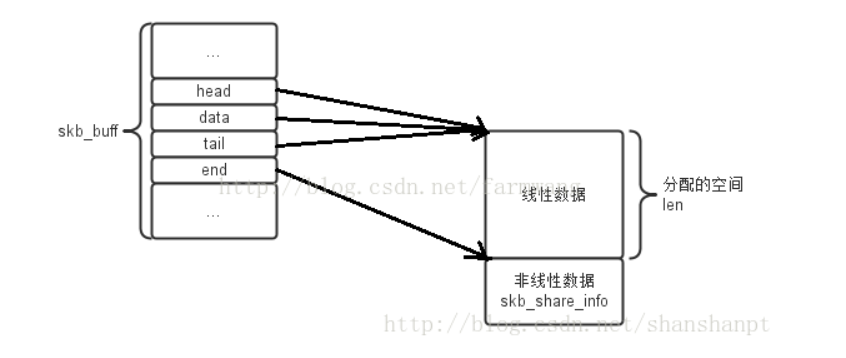 ...
head
data
tail
end
...
skb_buff
线性数据
分配的空间
len
非线性数据
skb_share_info
http://blog.csdn.net/farmwang
http://blog.csdn.net/shanshanpt